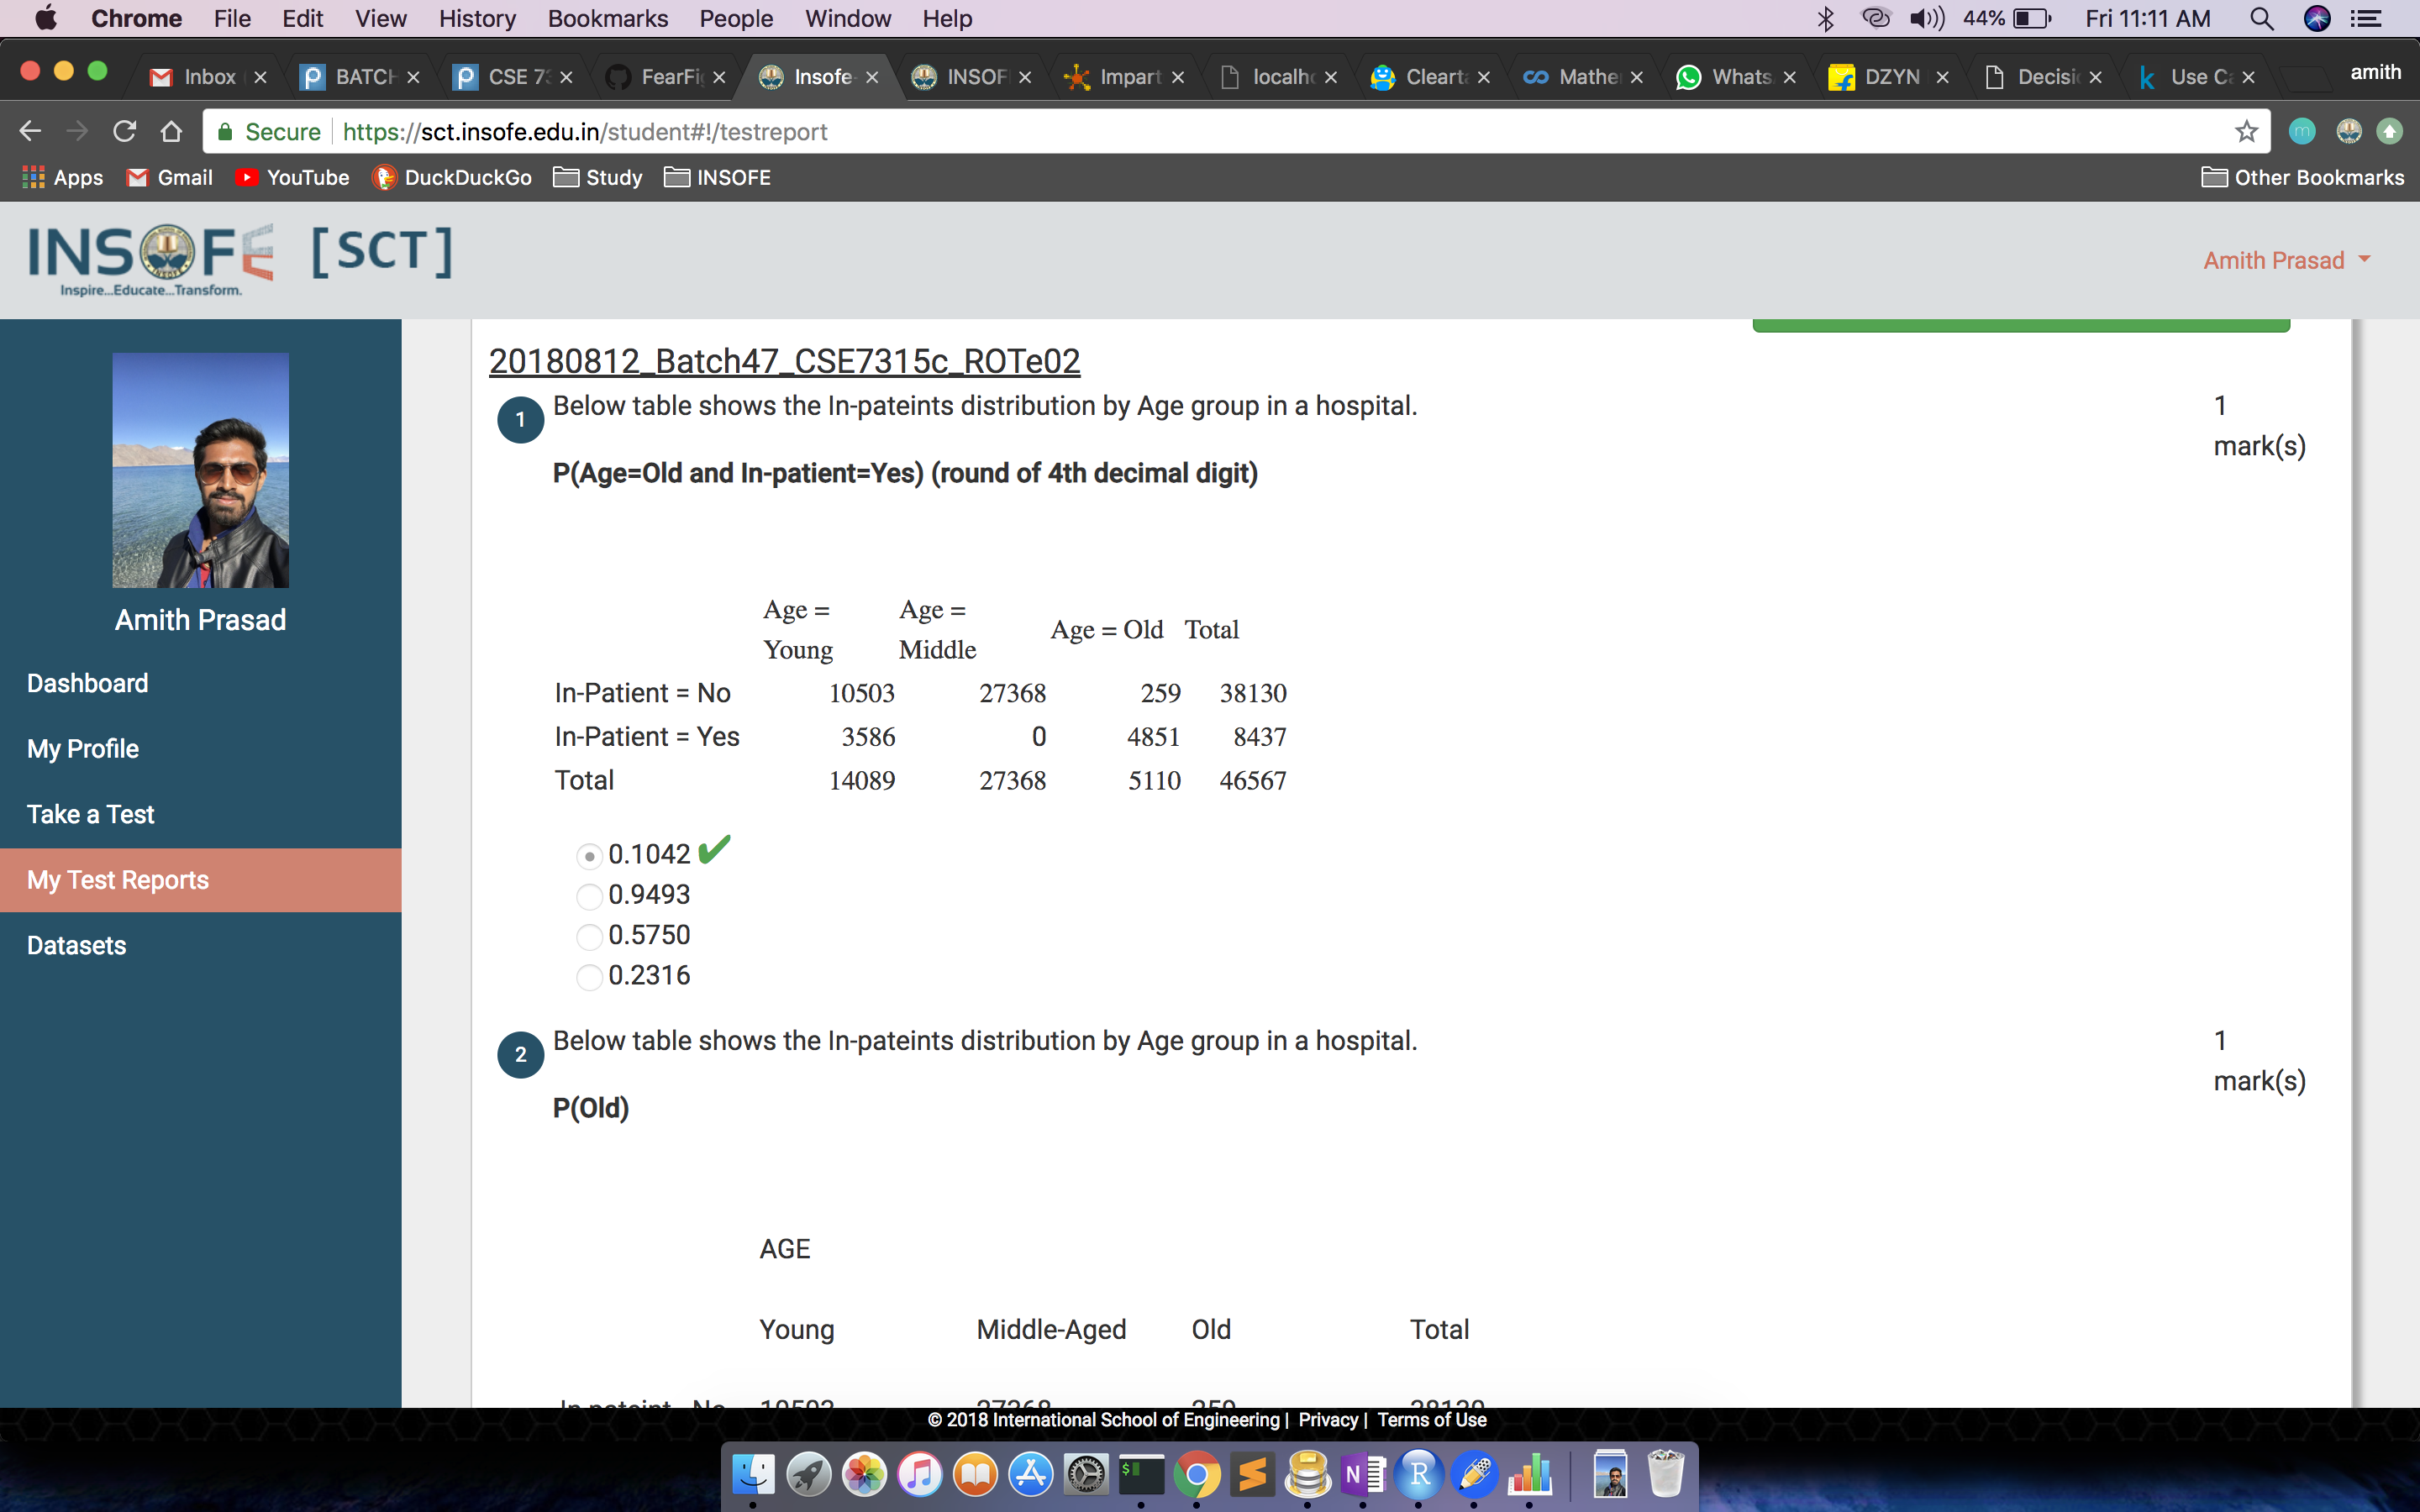 Chrome File Edit View History Bookmarks People Window Help 44% Fri 11:11 AM
Inbox BATCH CSE 73 FearFi Insofe- INSOF Impart localho Clearta Mathe Whats DZYN Decisi Use Ca amith
Secure https://sct.insofe.edu.in/student#!/testreport
Apps Gmail YouTube DuckDuckGo Study INSOFE Other Bookmarks
INSOFE [SCT]
Inspire...Educate...Transform.
Amith Prasad
Amith Prasad
Dashboard
My Profile
Take a Test
My Test Reports
Datasets
20180812_Batch47_CSE7315c_ROTe02
1 Below table shows the In-pateints distribution by Age group in a hospital. 1 mark(s)
P(Age=Old and In-patient=Yes) (round of 4th decimal digit)
Age = Young Age = Middle Age = Old Total
In-Patient = No 10503 27368 259 38130
In-Patient = Yes 3586 0 4851 8437
Total 14089 27368 5110 46567
0.1042
0.9493
0.5750
0.2316
2 Below table shows the In-pateints distribution by Age group in a hospital. 1 mark(s)
P(Old)
AGE
Young Middle-Aged Old Total
© 2018 International School of Engineering | Privacy | Terms of Use